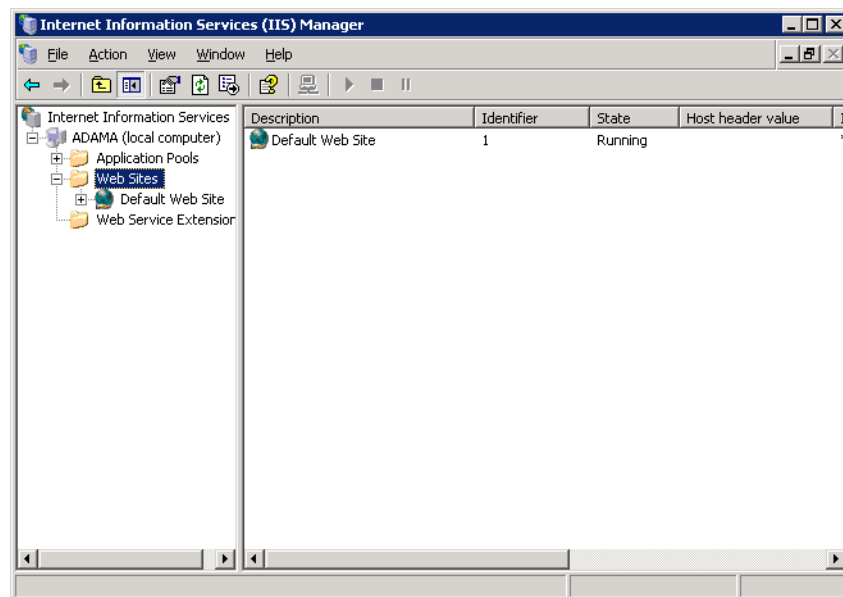 Internet Information Services (IIS) Manager
File Action View Window Help
Internet Information Services
ADAMA (local computer)
Application Pools
Web Sites
Default Web Site
Web Service Extension
Description Identifier State Host header value
Default Web Site 1 Running